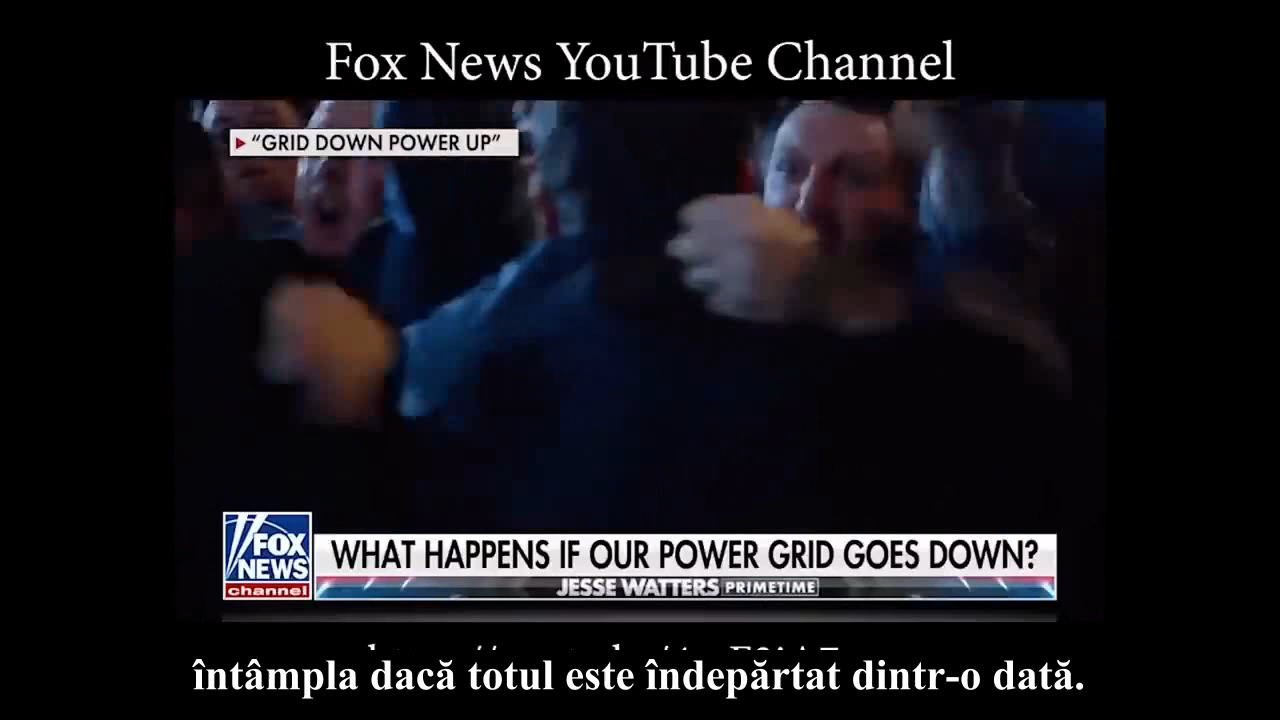 Fox News YouTube Channel
"GRID DOWN POWER UP"
FOX
NEWS
channel
WHAT HAPPENS IF OUR POWER GRID GOES DOWN?
JESSE WATTERS PRIMETIME
întâmpla dacă totul este îndepărtat dintr-o dată.